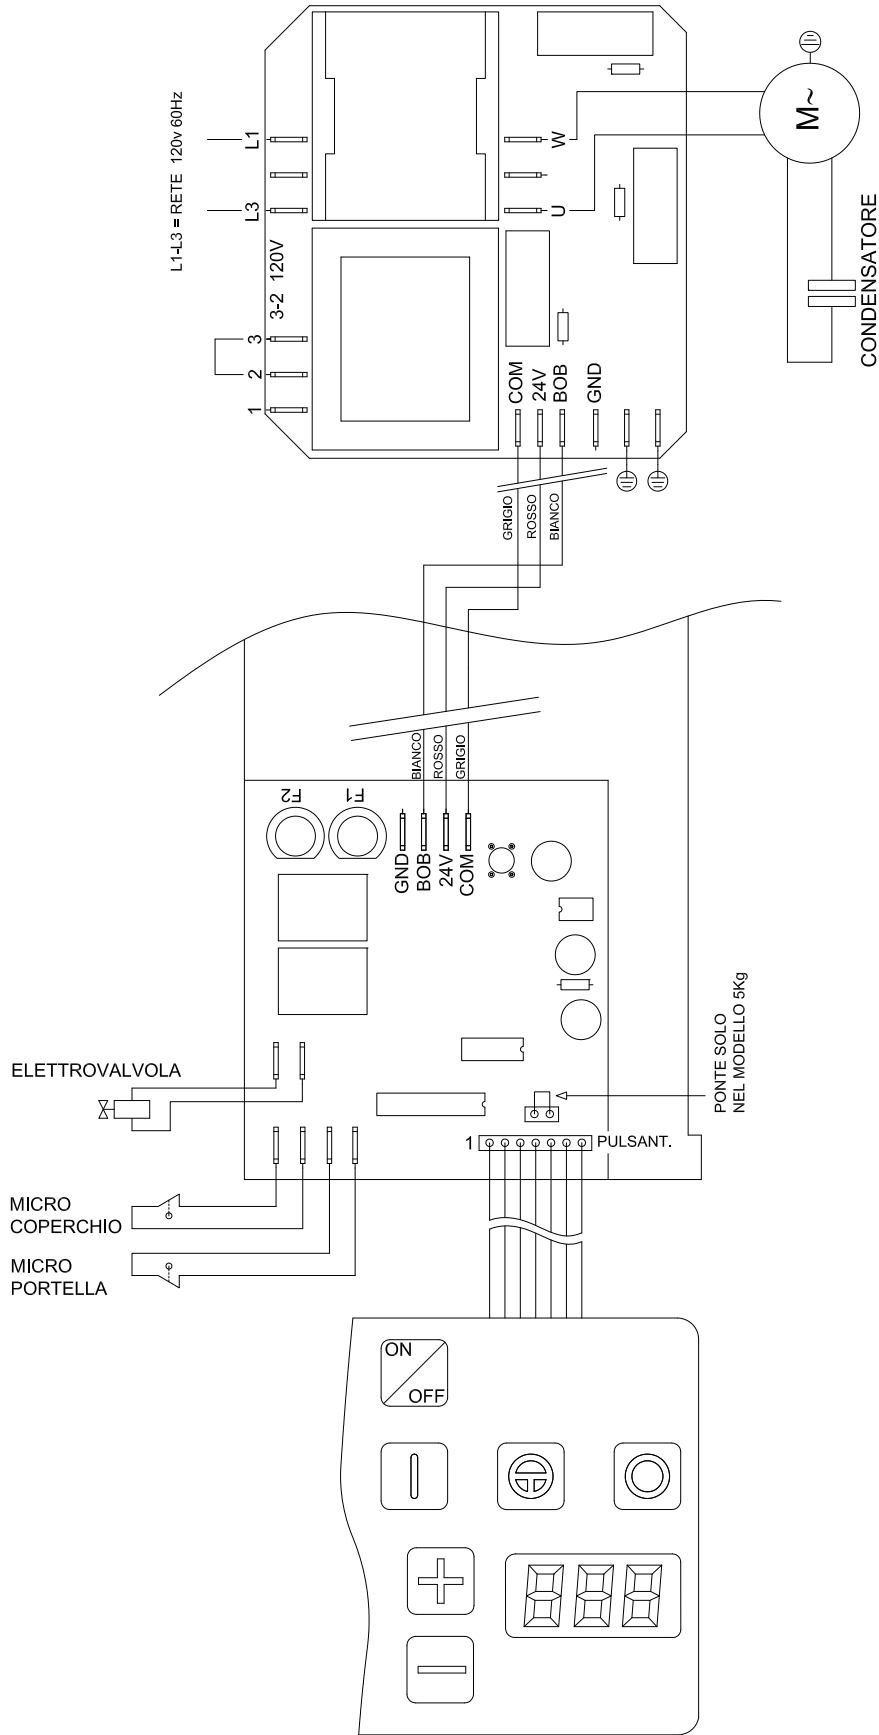 L1-L3 = RETE 120v 60Hz
L1
L3
3-2 120V
3
2
1
W
U
M~
CONDENSATORE
COM
24V
BOB
GND
GRIGIO
ROSSO
BIANCO
BIANCO
ROSSO
GRIGIO
F2
F1
GND
BOB
24V
COM
ELETTROVALVOLA
PONTE SOLO
NEL MODELLO 5Kg
1
PULSANT.
MICRO
COPERCHIO
MICRO
PORTELLA
ON
OFF
888